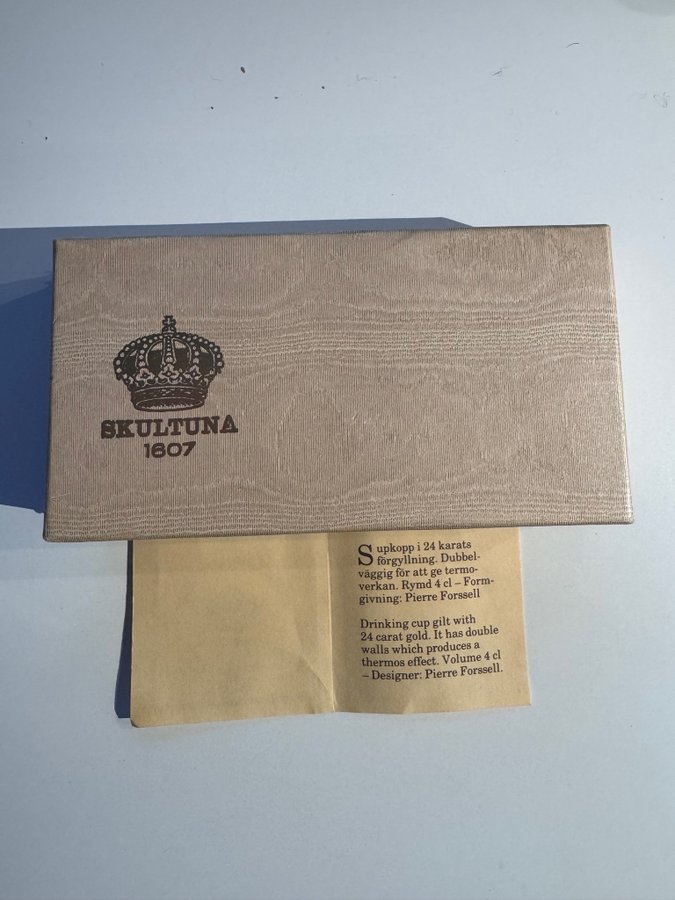 SKULTUNA
1607
Supkopp i 24 karats
förgyllning. Dubbel-
väggig för att ge termo-
verkan. Rymd 4 cl – Form-
givning: Pierre Forssell
Drinking cup gilt with
24 carat gold. It has double
walls which produces a
thermos effect. Volume 4 cl
– Designer: Pierre Forssell.